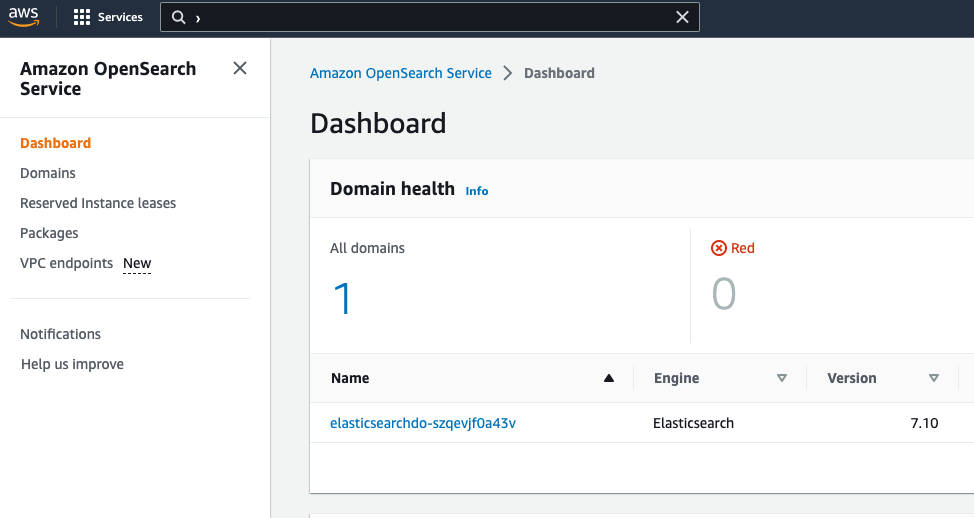 aws
Services
›
Amazon OpenSearch
Service
Dashboard
Domains
Reserved Instance leases
Packages
VPC endpoints New
Notifications
Help us improve
Amazon OpenSearch Service > Dashboard
Dashboard
Domain health Info
All domains
1
Red
0
Name Engine Version
elasticsearchdo-szqevjf0a43v Elasticsearch 7.10